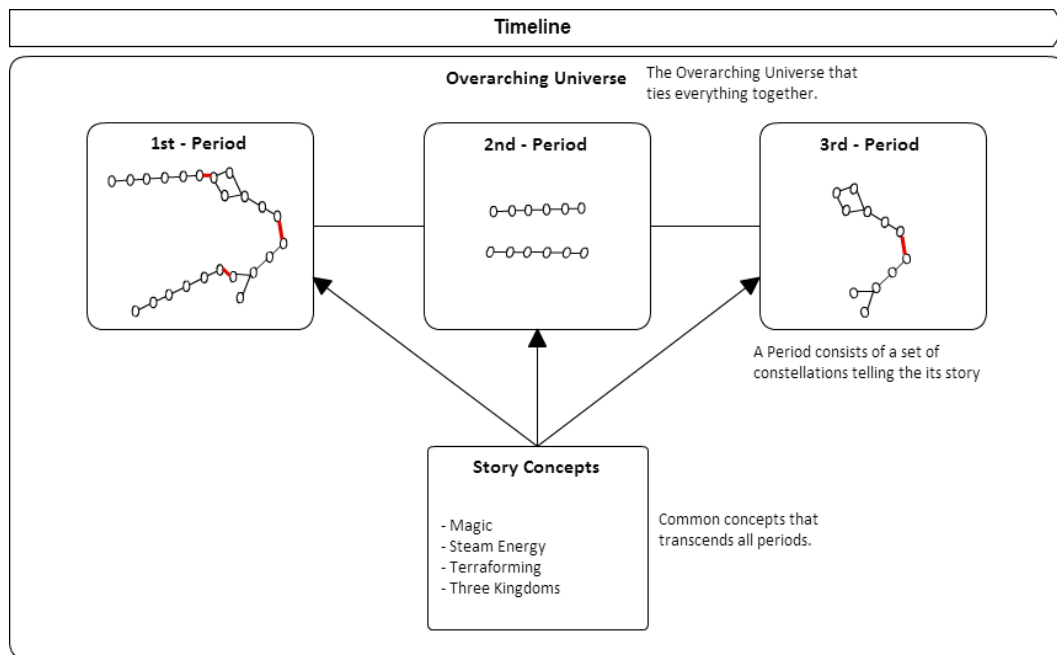 Timeline
Overarching Universe
The Overarching Universe that
ties everything together.
1st - Period
2nd - Period
3rd - Period
A Period consists of a set of
constellations telling the its story
Story Concepts
- Magic
- Steam Energy
- Terraforming
- Three Kingdoms
Common concepts that
transcends all periods.